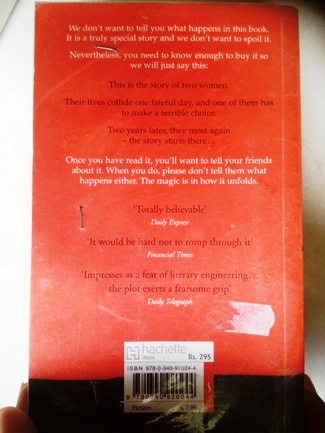 We don't want to tell you what happens in this book.
It is a truly special story and we don't want to spoil it.
Nevertheless, you need to know enough to buy it so
we will just say this:
This is the story of two women.
Their lives collide one fateful day, and one of them has
to make a terrible choice.
Two years later, they meet again
– the story starts there...
Once you have read it, you'll want to tell your friends
about it. When you do, please don't tell them what
happens either. The magic is in how it unfolds.
'Totally believable'
Daily Express
'It would be hard not to romp through it'
Financial Times
'Impresses as a feat of literary engineering...
the plot exerts a fearsome grip'
Daily Telegraph
hachette
INDIA
Rs. 295
ISBN 978-0-340-92024-4
9 780340 920244
Fiction
7.99